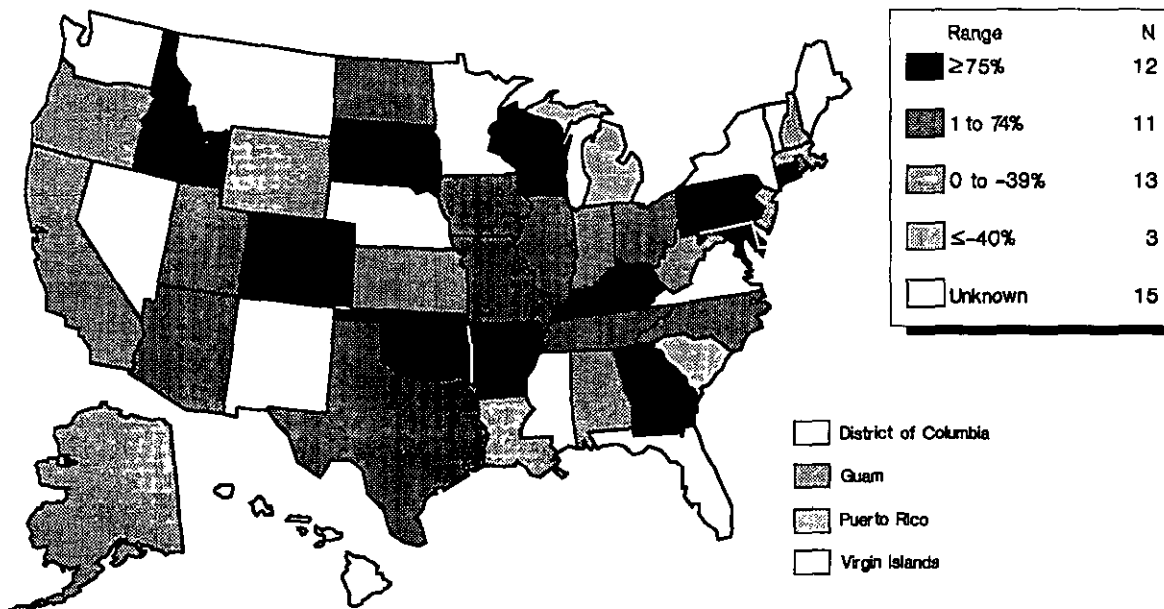 Range N
≥75% 12
1 to 74% 11
0 to -39% 13
≤-40% 3
Unknown 15
District of Columbia
Guam
Puerto Rico
Virgin Islands